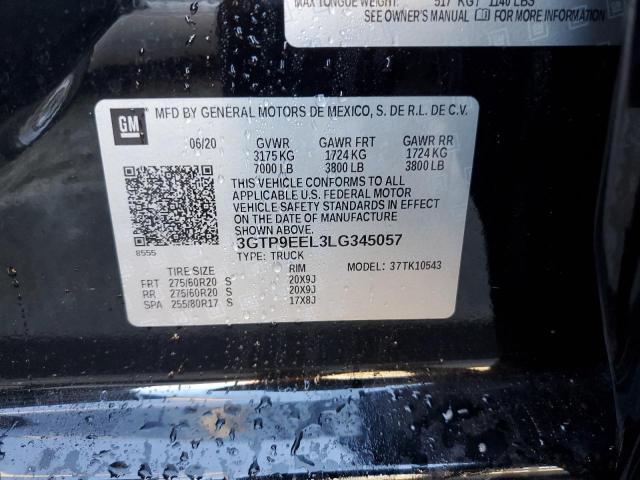 MAX TONGUE WEIGHT: 517 KG / 1140 LBS
SEE OWNER'S MANUAL FOR MORE INFORMATION
GM
MFD BY GENERAL MOTORS DE MEXICO, S. DE R.L. DE C.V.
06/20 GVWR GAWR FRT GAWR RR
3175 KG 1724 KG 1724 KG
7000 LB 3800 LB 3800 LB
THIS VEHICLE CONFORMS TO ALL
APPLICABLE U.S. FEDERAL MOTOR
VEHICLE SAFETY STANDARDS IN EFFECT
ON THE DATE OF MANUFACTURE
SHOWN ABOVE.
8555
3GTP9EEL3LG345057
TYPE: TRUCK 37TK10543
TIRE SIZE RIM
FRT 275/60R20 S 20X9J
RR 275/60R20 S 20X9J
SPA 255/80R17 S 17X8J